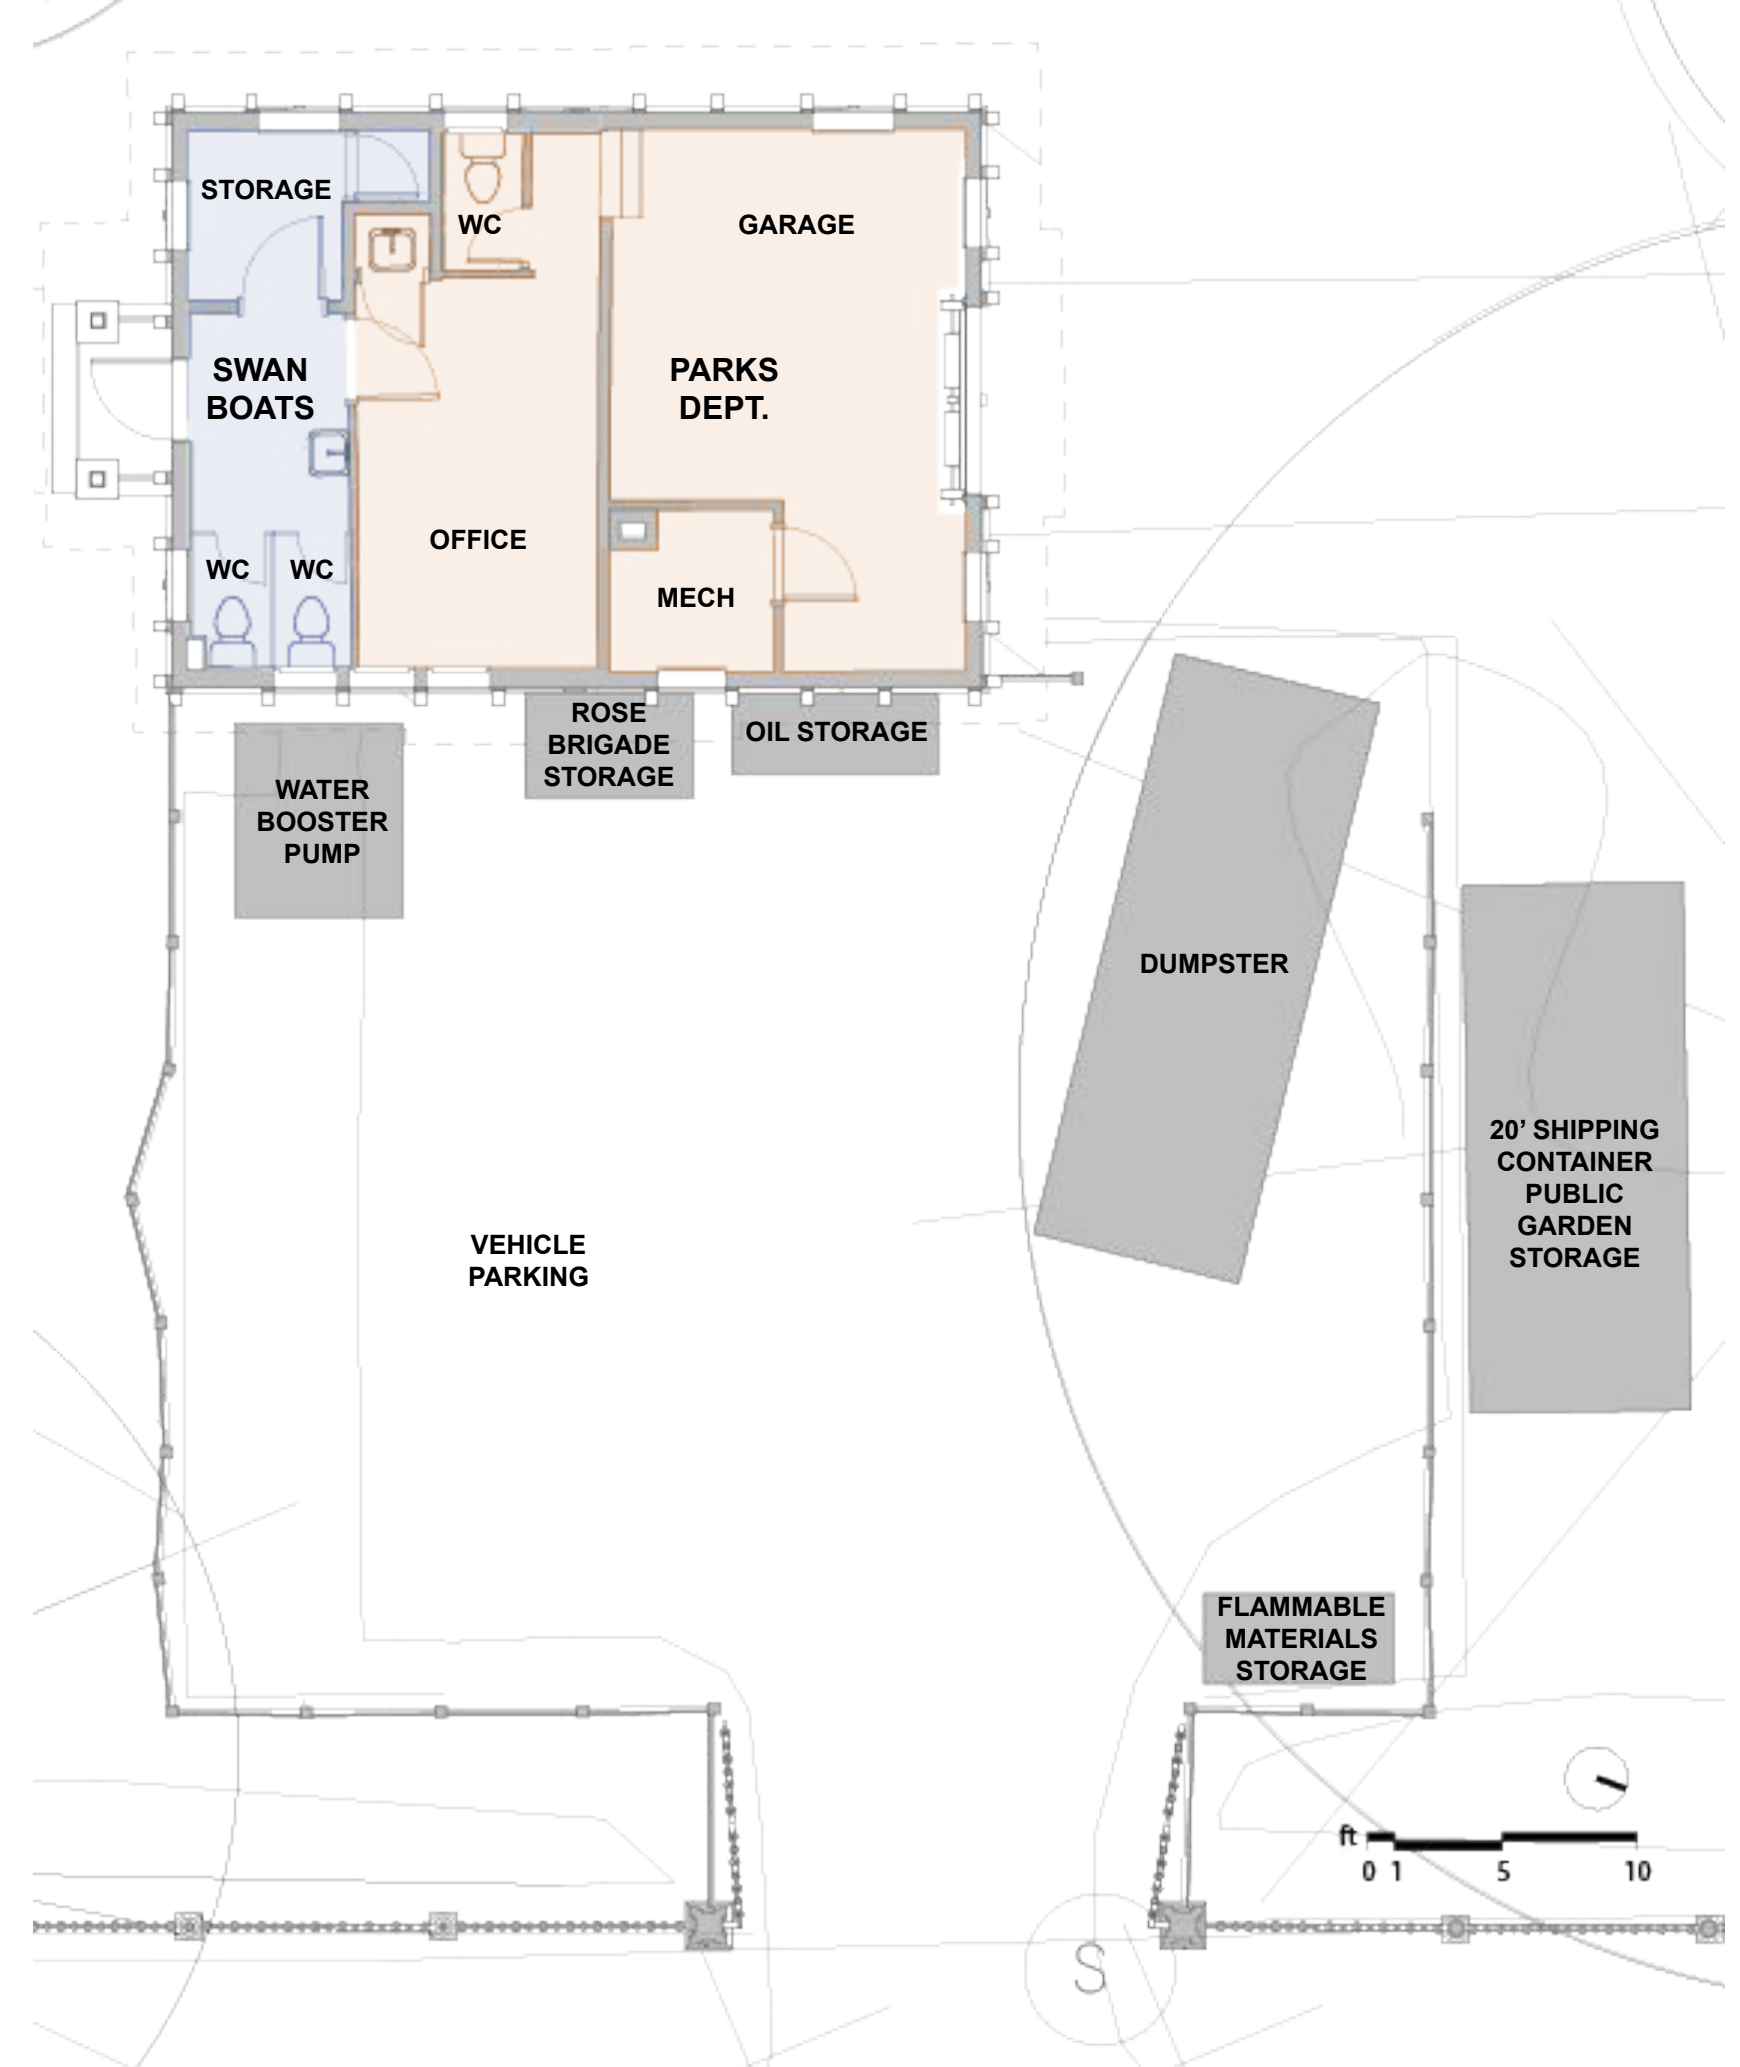 STORAGE
WC
GARAGE
SWAN
BOATS
PARKS
DEPT.
OFFICE
WC
WC
MECH
ROSE
BRIGADE
STORAGE
OIL STORAGE
WATER
BOOSTER
PUMP
DUMPSTER
20’ SHIPPING
CONTAINER
PUBLIC
GARDEN
STORAGE
VEHICLE
PARKING
FLAMMABLE
MATERIALS
STORAGE
ft
0 1 5 10
S